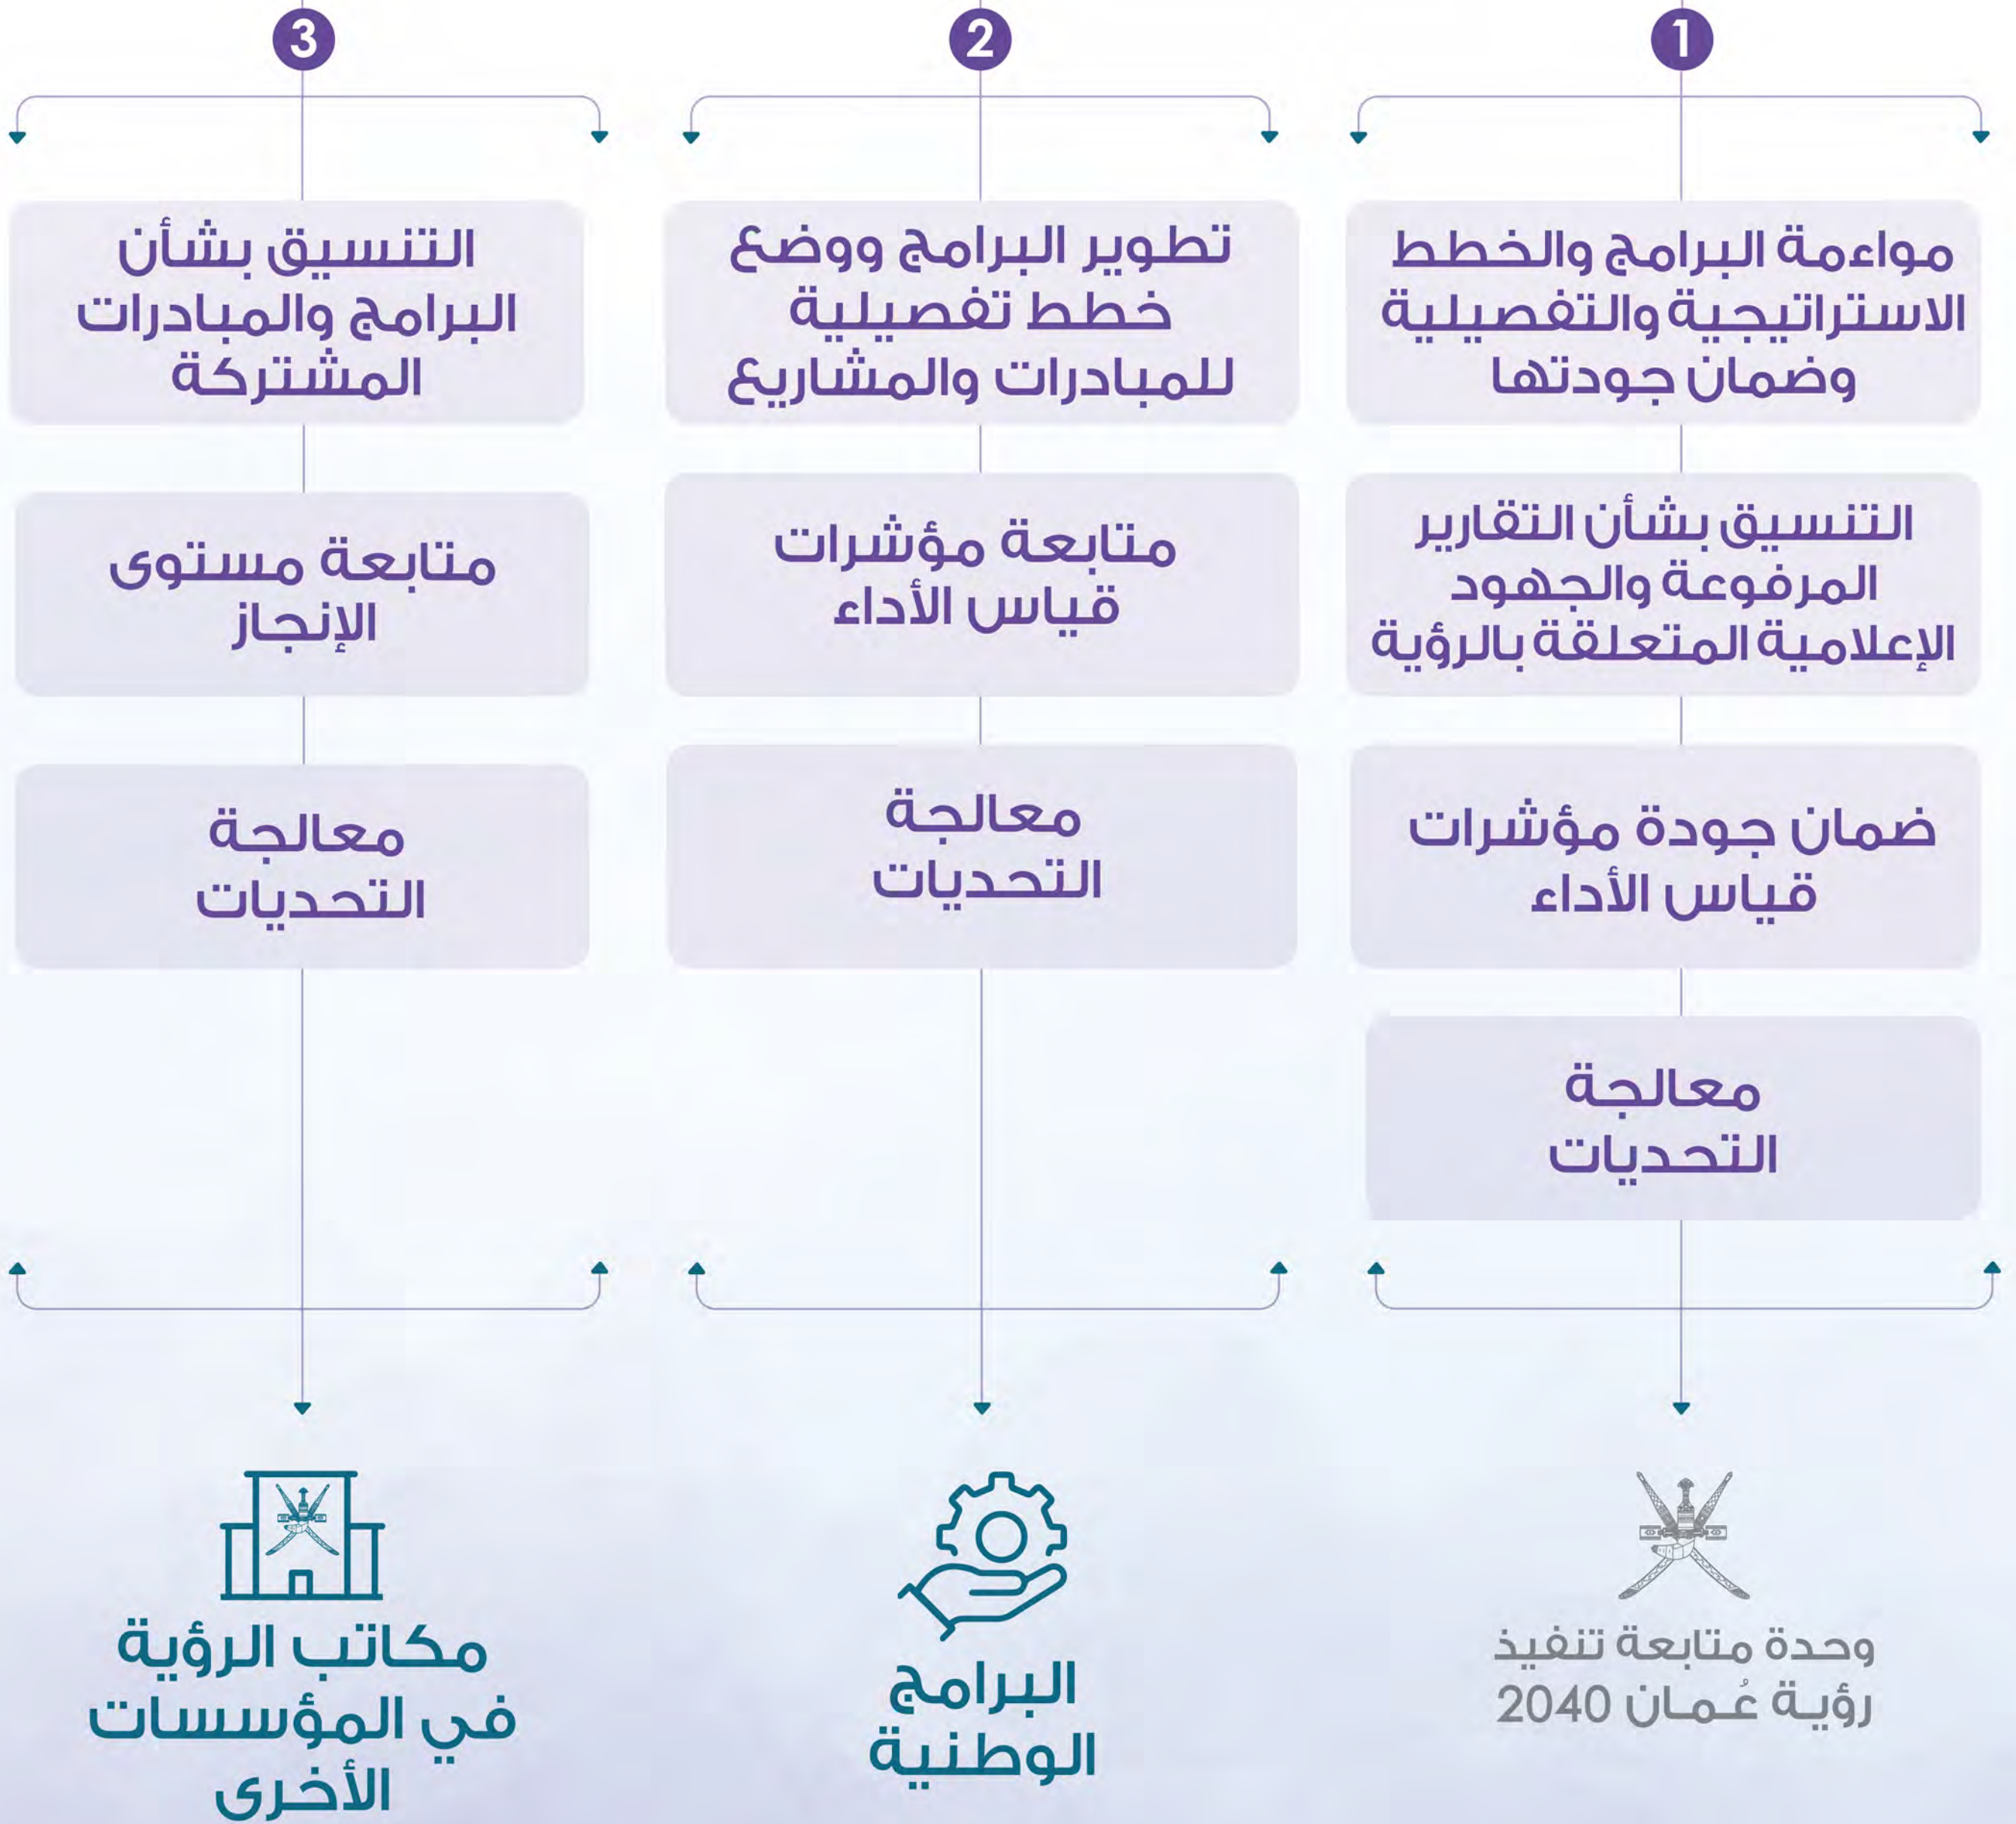 1
مواءمة البرامج والخطط
الاستراتيجية والتفصيلية
وضمان جودتها
التنسيق بشأن التقارير
المرفوعة والجهود
الإعلامية المتعلقة بالرؤية
ضمان جودة مؤشرات
قياس الأداء
معالجة
التحديات
وحدة متابعة تنفيذ
رؤية عُمان 2040
2
تطوير البرامج ووضع
خطط تفصيلية
للمبادرات والمشاريع
متابعة مؤشرات
قياس الأداء
معالجة
التحديات
البرامج
الوطنية
3
التنسيق بشأن
البرامج والمبادرات
المشتركة
متابعة مستوى
الإنجاز
معالجة
التحديات
مكاتب الرؤية
في المؤسسات
الأخرى